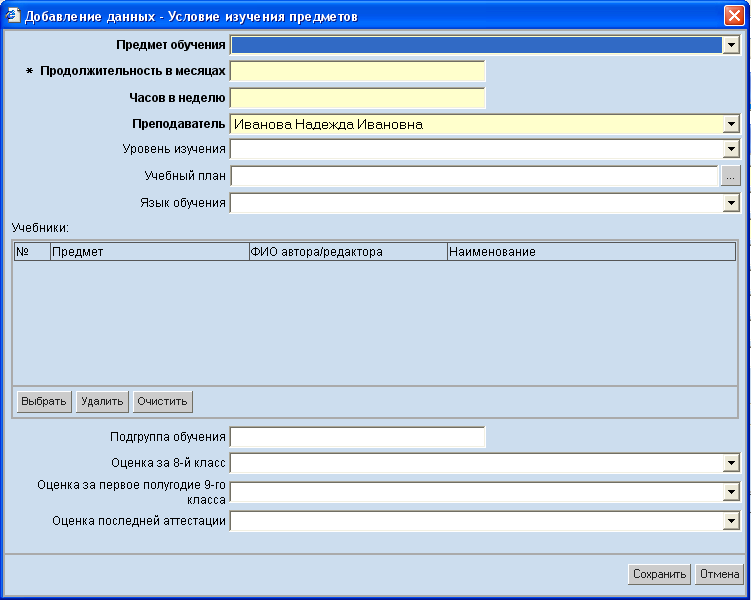 Добавление данных - Условие изучения предметов
Предмет обучения
* Продолжительность в месяцах
Часов в неделю
Преподаватель Иванова Надежда Ивановна
Уровень изучения
Учебный план ...
Язык обучения
Учебники:
№ Предмет ФИО автора/редактора Наименование
Выбрать Удалить Очистить
Подгруппа обучения
Оценка за 8-й класс
Оценка за первое полугодие 9-го
класса
Оценка последней аттестации
Сохранить Отмена